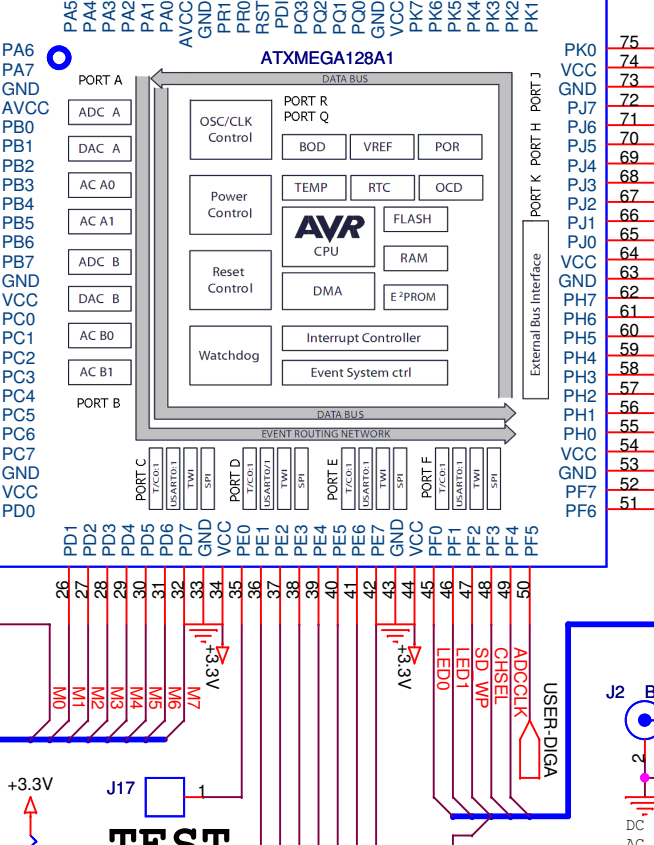 PA5
PA4
PA3
PA2
PA1
PA0
AVCC
GND
PR1
PR0
RST
PDI
PQ3
PQ2
PQ1
PQ0
GND
VCC
PK7
PK6
PK5
PK4
PK3
PK2
PK1
ATXMEGA128A1
PA6
PA7
GND
AVCC
PB0
PB1
PB2
PB3
PB4
PB5
PB6
PB7
GND
VCC
PC0
PC1
PC2
PC3
PC4
PC5
PC6
PC7
GND
VCC
PD0
PORT A
ADC A
DAC A
AC A0
AC A1
ADC B
DAC B
AC B0
AC B1
PORT B
DATA BUS
OSC/CLK
Control
PORT R
PORT Q
BOD
VREF
POR
Power
Control
TEMP
RTC
OCD
AVR
CPU
FLASH
RAM
Reset
Control
DMA
E²PROM
Watchdog
Interrupt Controller
Event System ctrl
DATA BUS
EVENT ROUTING NETWORK
PORT J
PORT H
PORT K
External Bus Interface
PK0 75
VCC 74
GND 73
PJ7 72
PJ6 71
PJ5 70
PJ4 69
PJ3 68
PJ2 67
PJ1 66
PJ0 65
VCC 64
GND 63
PH7 62
PH6 61
PH5 60
PH4 59
PH3 58
PH2 57
PH1 56
PH0 55
VCC 54
GND 53
PF7 52
PF6 51
PORT C
T/C0:1
USART0:1
TWI
SPI
PORT D
T/C0:1
USART0/1
TWI
SPI
PORT E
T/C0:1
USART0:1
TWI
SPI
PORT F
T/C0:1
USART0:1
TWI
SPI
PD1 26
PD2 27
PD3 28
PD4 29
PD5 30
PD6 31
PD7 32
GND 33
VCC 34
PE0 35
PE1 36
PE2 37
PE3 38
PE4 39
PE5 40
PE6 41
PE7 42
GND 43
VCC 44
PF0 45
PF1 46
PF2 47
PF3 48
PF4 49
PF5 50
M0
M1
M2
M3
M4
M5
M6
M7
+3.3V
+3.3V
LED0
LED1
SD_WP
CHSEL
ADCCLK
USER-DIGA
J2
B
2
+3.3V
J17
1
TEST
DC